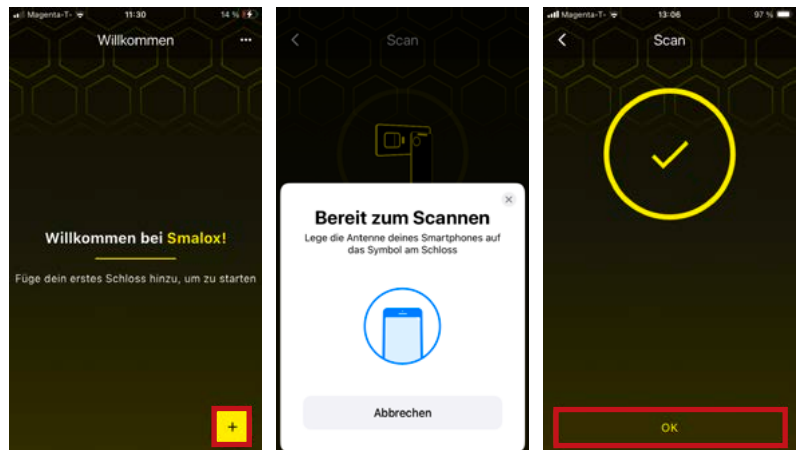 Magenta-T- 11:30 14 %
Willkommen
Willkommen bei Smalox!
Füge dein erstes Schloss hinzu, um zu starten
+
Scan
Bereit zum Scannen
Lege die Antenne deines Smartphones auf
das Symbol am Schloss
Abbrechen
Magenta-T- 13:06 97 %
Scan
OK